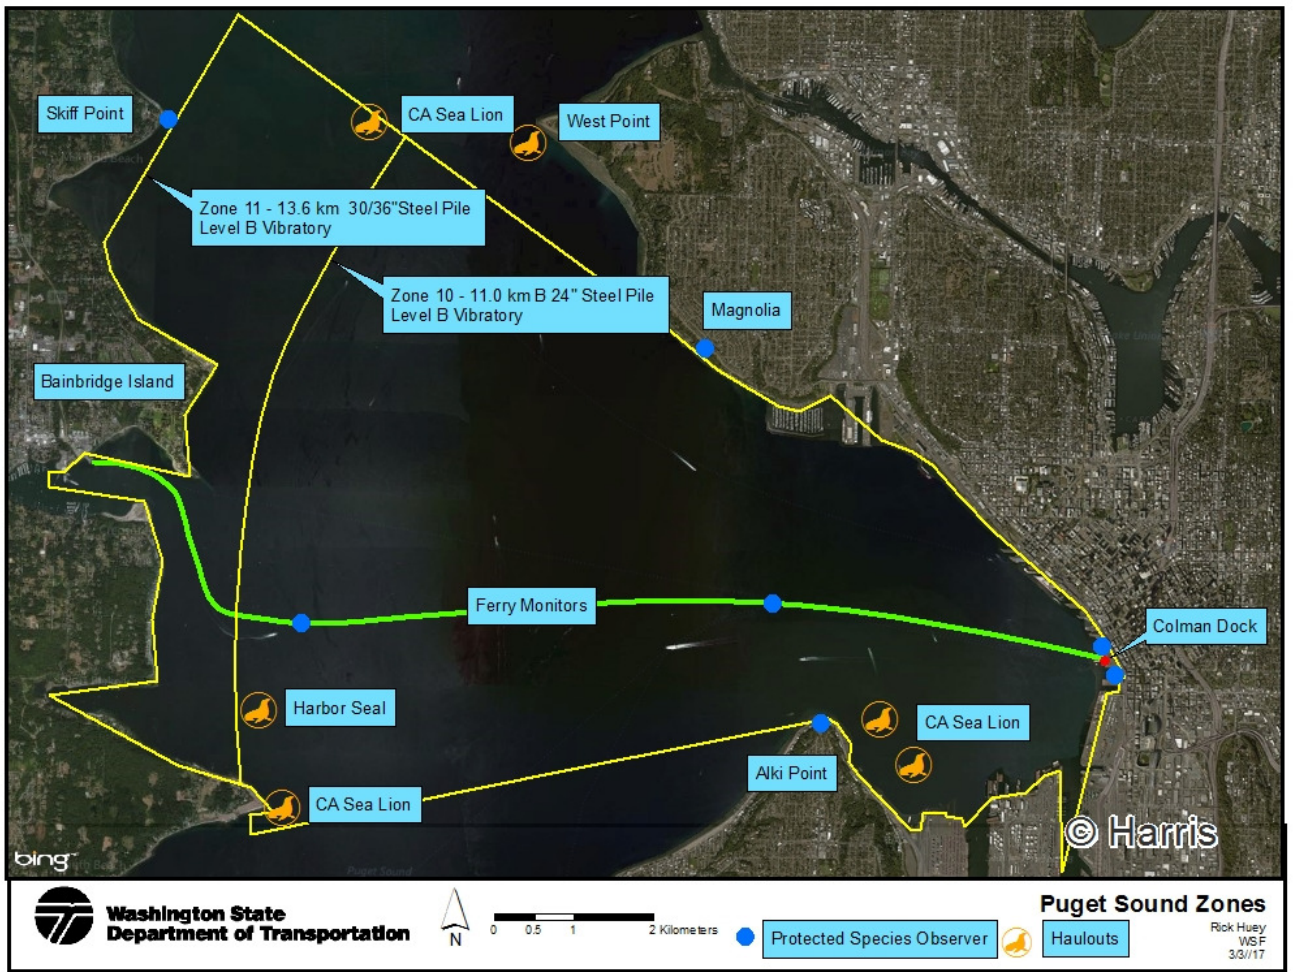 Skiff Point
CA Sea Lion
West Point
Zone 11 - 13.6 km 30/36"Steel Pile
Level B Vibratory
Zone 10 - 11.0 km B 24" Steel Pile
Level B Vibratory
Magnolia
Bainbridge Island
Ferry Monitors
Colman Dock
Harbor Seal
CA Sea Lion
Alki Point
CA Sea Lion
© Harris
bing
Puget Sound
Washington State
Department of Transportation
N
0 0.5 1 2 Kilometers
Protected Species Observer
Haulouts
Puget Sound Zones
Rick Huey
WSF
3/3//17